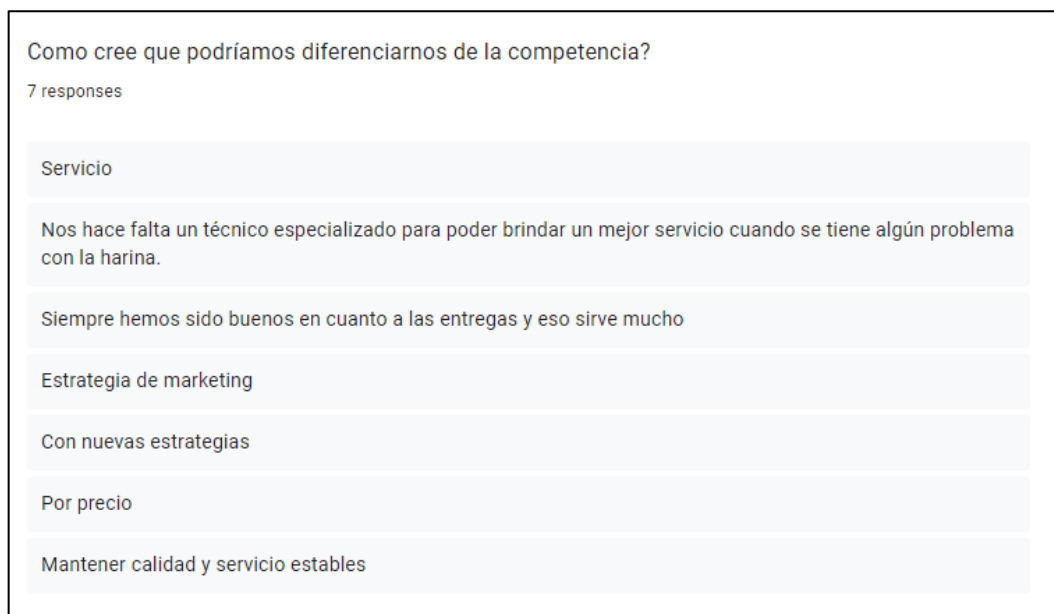 Como cree que podríamos diferenciarnos de la competencia?
7 responses
Servicio
Nos hace falta un técnico especializado para poder brindar un mejor servicio cuando se tiene algún problema
con la harina.
Siempre hemos sido buenos en cuanto a las entregas y eso sirve mucho
Estrategia de marketing
Con nuevas estrategias
Por precio
Mantener calidad y servicio estables